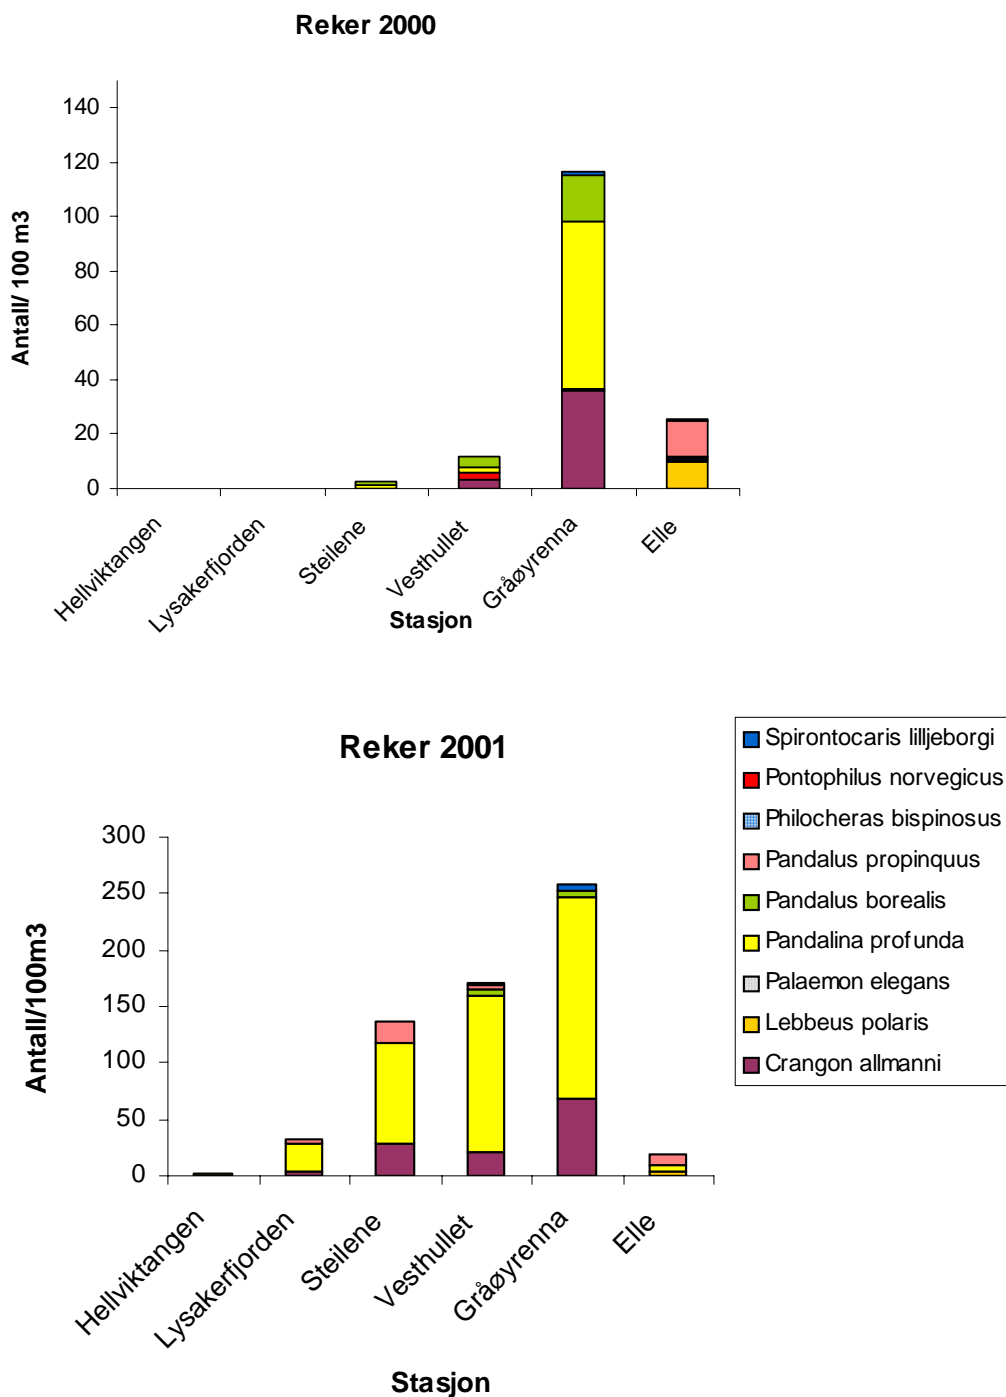 Reker 2000
140
120
100
80
60
40
20
0
Antall/ 100 m3
Hellviktangen
Lysakerfjorden
Steilene
Vesthullet
Gråøyrenna
Elle
Stasjon
Reker 2001
300
250
200
150
100
50
0
Antall/100m3
Hellviktangen
Lysakerfjorden
Steilene
Vesthullet
Gråøyrenna
Elle
Stasjon
Spirontocaris lilljeborgi
Pontophilus norvegicus
Philocheras bispinosus
Pandalus propinquus
Pandalus borealis
Pandalina profunda
Palaemon elegans
Lebbeus polaris
Crangon allmanni